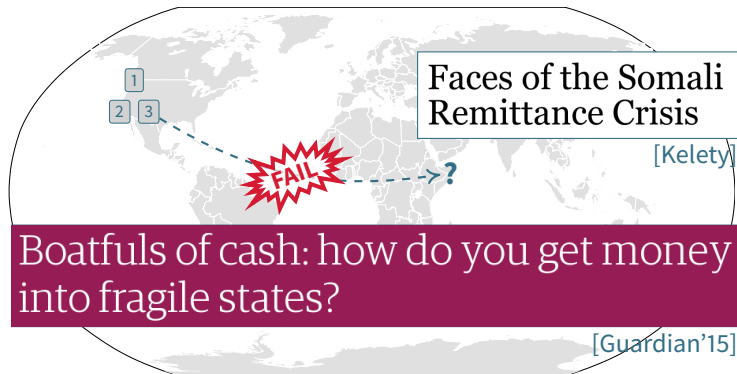 1
2
3
Faces of the Somali
Remittance Crisis
[Kelety]
FAIL
?
Boatfuls of cash: how do you get money
into fragile states?
[Guardian'15]